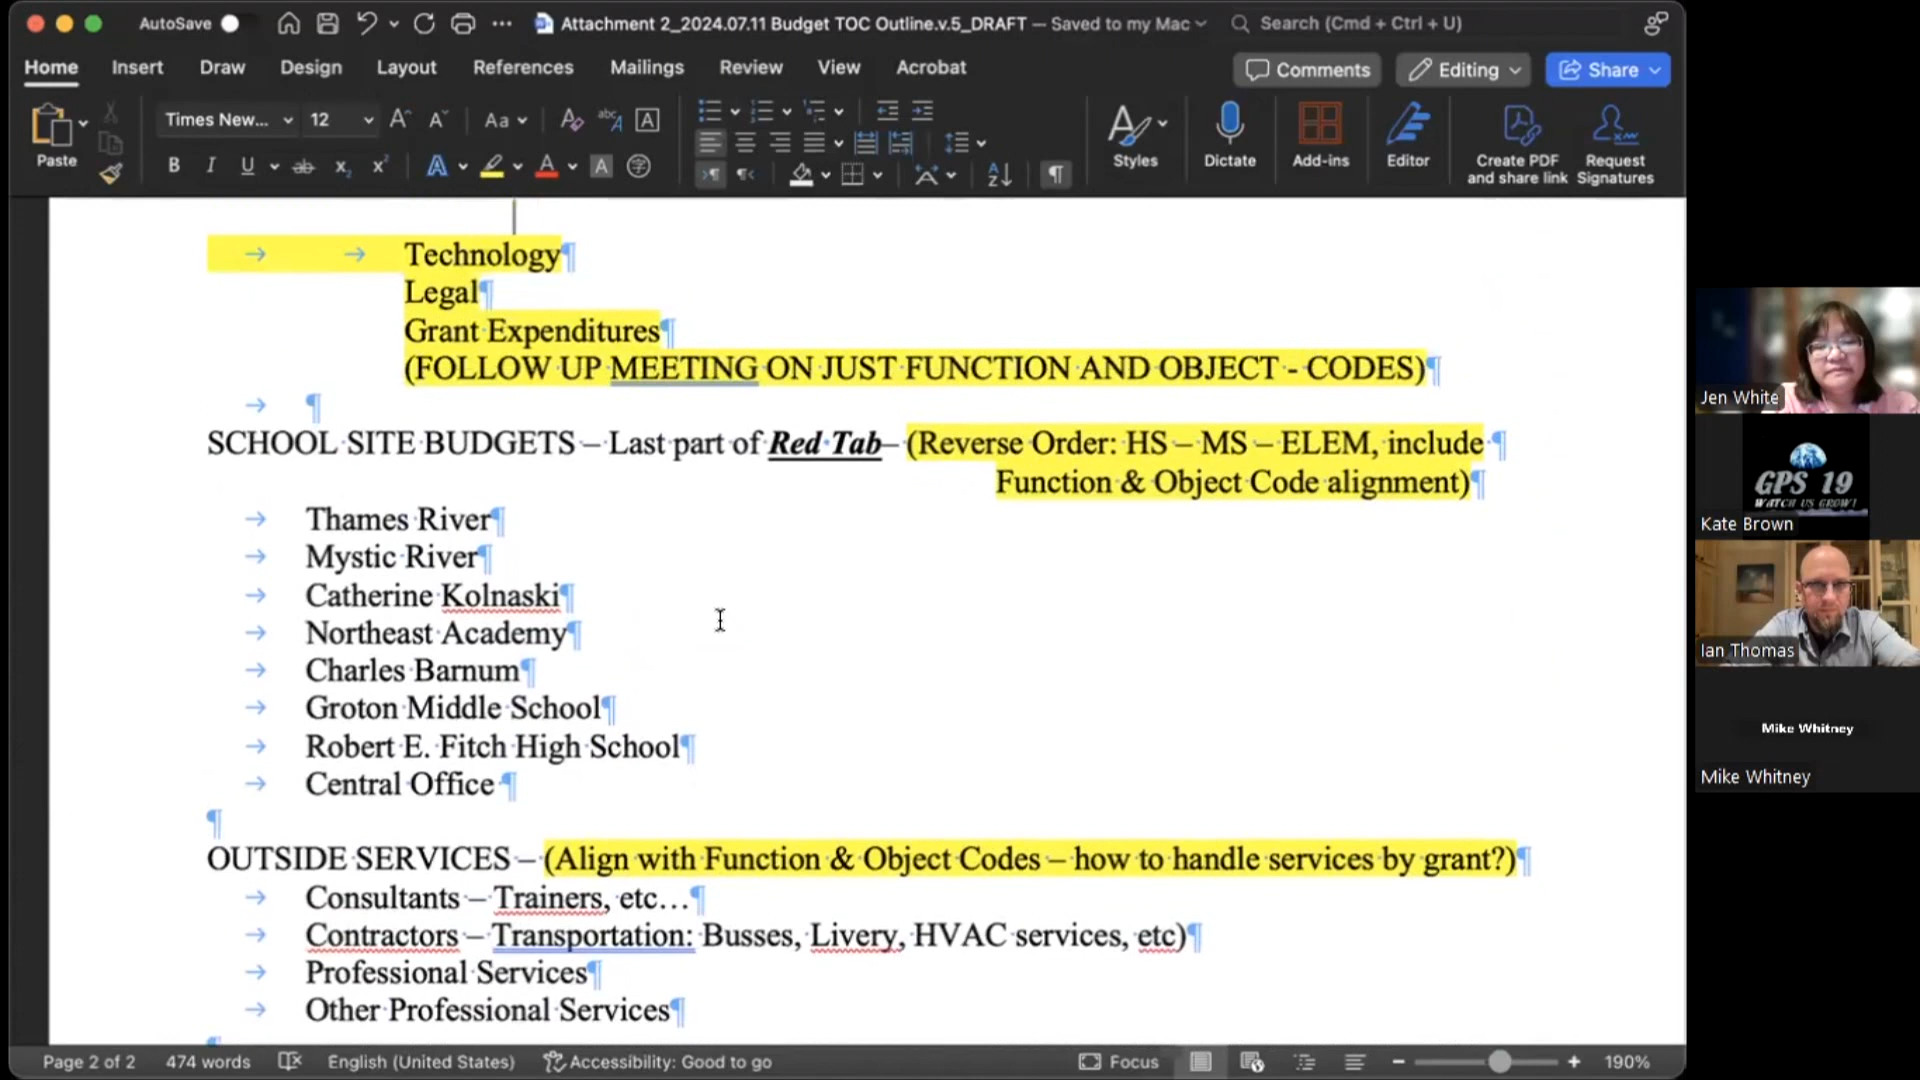 AutoSave
Attachment 2_2024.07.11 Budget TOC Outline.v.5_DRAFT — Saved to my Mac
Search (Cmd + Ctrl + U)
Home Insert Draw Design Layout References Mailings Review View Acrobat
Comments Editing Share
Paste
Times New... 12
Aa
B I U ab x₂ x²
Styles
Dictate
Add-ins
Editor
Create PDF and share link
Request Signatures
Technology
Legal
Grant Expenditures
(FOLLOW UP MEETING ON JUST FUNCTION AND OBJECT - CODES)
SCHOOL SITE BUDGETS – Last part of Red Tab– (Reverse Order: HS – MS – ELEM, include
Function & Object Code alignment)
Thames River
Mystic River
Catherine Kolnaski
Northeast Academy
Charles Barnum
Groton Middle School
Robert E. Fitch High School
Central Office
OUTSIDE SERVICES – (Align with Function & Object Codes – how to handle services by grant?)
Consultants – Trainers, etc…
Contractors – Transportation: Busses, Livery, HVAC services, etc)
Professional Services
Other Professional Services
Page 2 of 2 474 words English (United States) Accessibility: Good to go Focus 190%
Jen White
GPS 19
WATCH US GROW!
Kate Brown
Ian Thomas
Mike Whitney
Mike Whitney